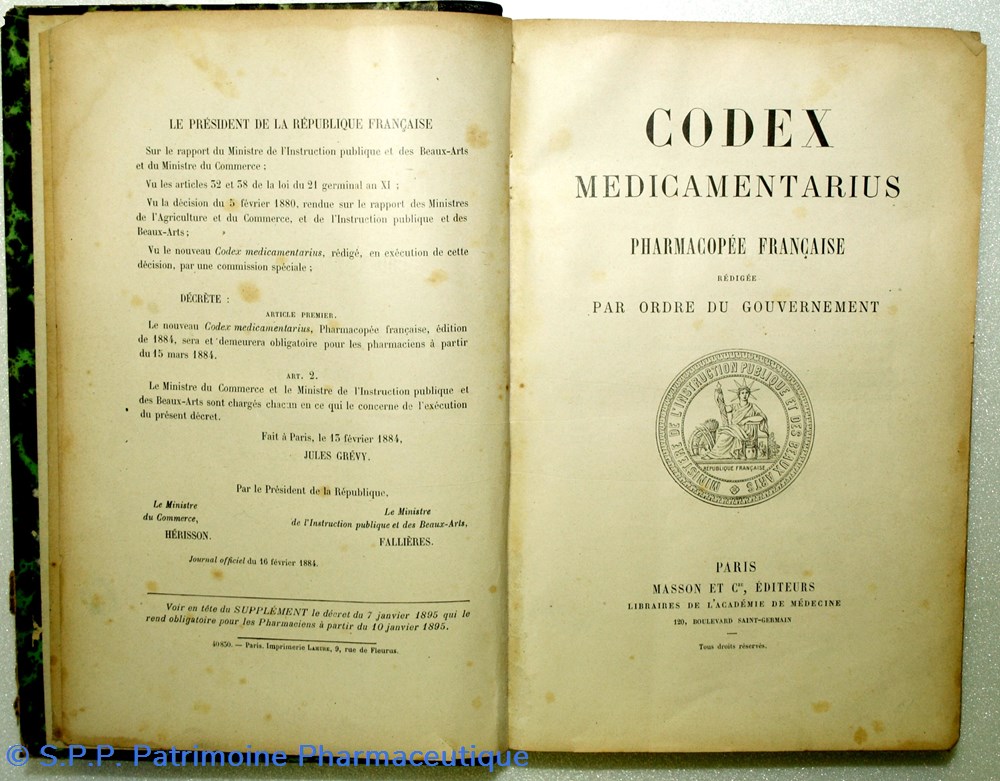 LE PRÉSIDENT DE LA RÉPUBLIQUE FRANÇAISE
Sur le rapport du Ministre de l'Instruction publique et des Beaux-Arts
et du Ministre du Commerce ;
Vu les articles 32 et 38 de la loi du 21 germinal an XI ;
Vu la décision du 5 février 1880, rendue sur le rapport des Ministres
de l'Agriculture et du Commerce, et de l'Instruction publique et des
Beaux-Arts ;
Vu le nouveau Codex medicamentarius, rédigé, en exécution de cette
décision, par une commission spéciale ;
DÉCRÈTE :
ARTICLE PREMIER.
Le nouveau Codex medicamentarius, Pharmacopée française, édition
de 1884, sera et demeurera obligatoire pour les pharmaciens à partir
du 15 mars 1884.
ART. 2.
Le Ministre du Commerce et le Ministre de l'Instruction publique et
des Beaux-Arts sont chargés chacun en ce qui le concerne de l'exécution
du présent décret.
Fait à Paris, le 13 février 1884.
JULES GRÉVY.
Par le Président de la République.
Le Ministre
du Commerce,
HÉRISSON.
Le Ministre
de l'Instruction publique et des Beaux-Arts,
FALLIÈRES.
Journal officiel du 16 février 1884.
Voir en tête du SUPPLÉMENT le décret du 7 janvier 1895 qui le
rend obligatoire pour les Pharmaciens à partir du 10 janvier 1895.
40850. — Paris. Imprimerie LAHURE, 9, rue de Fleurus.
CODEX
MEDICAMENTARIUS
PHARMACOPÉE FRANÇAISE
RÉDIGÉE
PAR ORDRE DU GOUVERNEMENT
MINISTÈRE DE L'INSTRUCTION PUBLIQUE ET DES BEAUX ARTS
RÉPUBLIQUE FRANÇAISE
PARIS
MASSON ET Cie, ÉDITEURS
LIBRAIRES DE L'ACADÉMIE DE MÉDECINE
120, BOULEVARD SAINT-GERMAIN
Tous droits réservés.
© S.P.P. Patrimoine Pharmaceutique